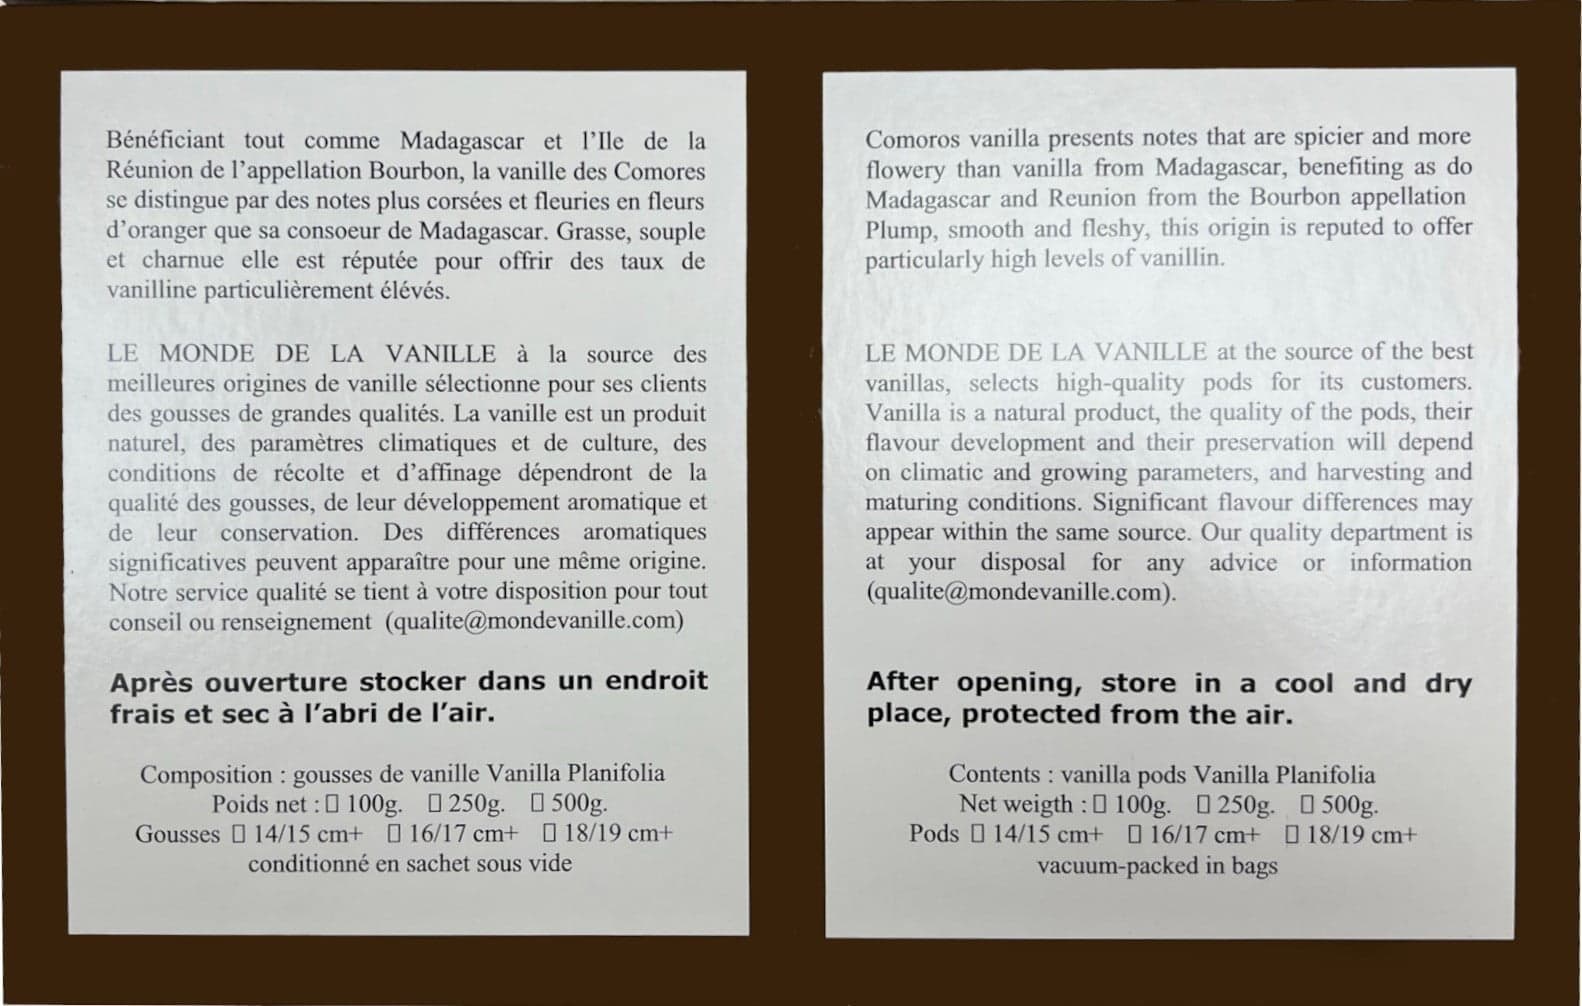 Bénéficiant tout comme Madagascar et l’Ile de la
Réunion de l’appellation Bourbon, la vanille des Comores
se distingue par des notes plus corsées et fleuries en fleurs
d’oranger que sa consoeur de Madagascar. Grasse, souple
et charnue elle est réputée pour offrir des taux de
vanilline particulièrement élévés.
LE MONDE DE LA VANILLE à la source des
meilleures origines de vanille sélectionne pour ses clients
des gousses de grandes qualités. La vanille est un produit
naturel, des paramètres climatiques et de culture, des
conditions de récolte et d’affinage dépendront de la
qualité des gousses, de leur développement aromatique et
de leur conservation. Des différences aromatiques
significatives peuvent apparaître pour une même origine.
Notre service qualité se tient à votre disposition pour tout
conseil ou renseignement (qualite@mondevanille.com)
Après ouverture stocker dans un endroit
frais et sec à l’abri de l’air.
Composition : gousses de vanille Vanilla Planifolia
Poids net : 100g. 250g. 500g.
Gousses 14/15 cm+ 16/17 cm+ 18/19 cm+
conditionné en sachet sous vide
Comoros vanilla presents notes that are spicier and more
flowery than vanilla from Madagascar, benefiting as do
Madagascar and Reunion from the Bourbon appellation
Plump, smooth and fleshy, this origin is reputed to offer
particularly high levels of vanillin.
LE MONDE DE LA VANILLE at the source of the best
vanillas, selects high-quality pods for its customers.
Vanilla is a natural product, the quality of the pods, their
flavour development and their preservation will depend
on climatic and growing parameters, and harvesting and
maturing conditions. Significant flavour differences may
appear within the same source. Our quality department is
at your disposal for any advice or information
(qualite@mondevanille.com).
After opening, store in a cool and dry
place, protected from the air.
Contents : vanilla pods Vanilla Planifolia
Net weigth : 100g. 250g. 500g.
Pods 14/15 cm+ 16/17 cm+ 18/19 cm+
vacuum-packed in bags